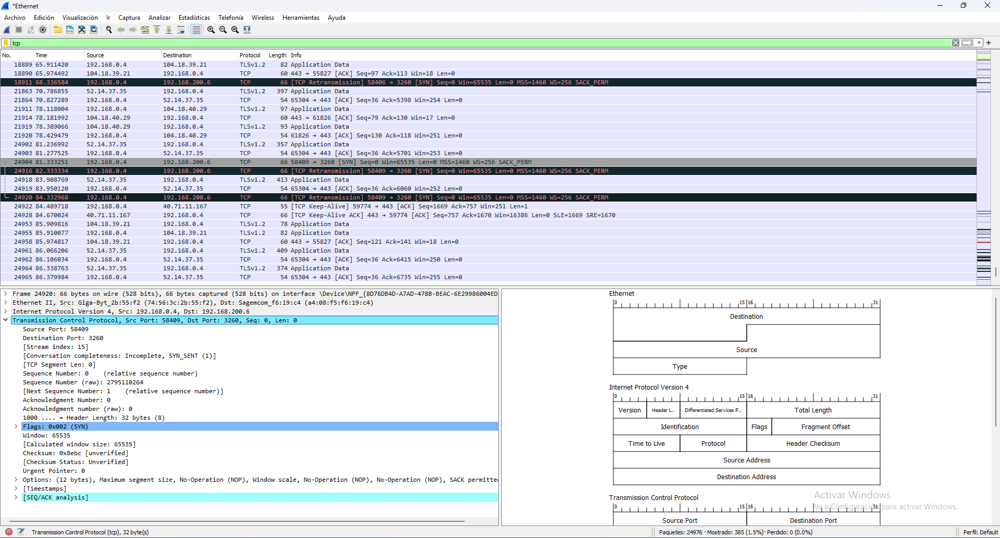 *Ethernet
Archivo Edición Visualización Ir Captura Analizar Estadísticas Telefonía Wireless Herramientas Ayuda
tcp
No. Time Source Destination Protocol Length Info
18889 65.911420 192.168.0.4 104.18.39.21 TLSv1.2 82 Application Data
18890 65.974492 104.18.39.21 192.168.0.4 TCP 60 443 → 55827 [ACK] Seq=97 Ack=113 Win=18 Len=0
18911 68.336584 192.168.0.4 192.168.200.6 TCP 66 [TCP Retransmission] 58406 → 3260 [SYN] Seq=0 Win=65535 Len=0 MSS=1460 WS=256 SACK_PERM
21863 70.786855 52.14.37.35 192.168.0.4 TLSv1.2 397 Application Data
21864 70.827289 192.168.0.4 52.14.37.35 TCP 54 65304 → 443 [ACK] Seq=36 Ack=5398 Win=254 Len=0
21911 78.118004 192.168.0.4 104.18.40.29 TLSv1.2 97 Application Data
21914 78.181992 104.18.40.29 192.168.0.4 TCP 60 443 → 61826 [ACK] Seq=79 Ack=130 Win=17 Len=0
21919 78.389066 104.18.40.29 192.168.0.4 TLSv1.2 93 Application Data
21920 78.429479 192.168.0.4 104.18.40.29 TCP 54 61826 → 443 [ACK] Seq=130 Ack=118 Win=251 Len=0
24902 81.236992 52.14.37.35 192.168.0.4 TLSv1.2 357 Application Data
24903 81.277525 192.168.0.4 52.14.37.35 TCP 54 65304 → 443 [ACK] Seq=36 Ack=5701 Win=253 Len=0
24904 81.333251 192.168.0.4 192.168.200.6 TCP 66 58409 → 3260 [SYN] Seq=0 Win=65535 Len=0 MSS=1460 WS=256 SACK_PERM
24916 82.333334 192.168.0.4 192.168.200.6 TCP 66 [TCP Retransmission] 58409 → 3260 [SYN] Seq=0 Win=65535 Len=0 MSS=1460 WS=256 SACK_PERM
24918 83.908769 52.14.37.35 192.168.0.4 TLSv1.2 413 Application Data
24919 83.950120 192.168.0.4 52.14.37.35 TCP 54 65304 → 443 [ACK] Seq=36 Ack=6060 Win=252 Len=0
24920 84.332968 192.168.0.4 192.168.200.6 TCP 66 [TCP Retransmission] 58409 → 3260 [SYN] Seq=0 Win=65535 Len=0 MSS=1460 WS=256 SACK_PERM
24922 84.489718 192.168.0.4 40.71.11.167 TCP 55 [TCP Keep-Alive] 59774 → 443 [ACK] Seq=1669 Ack=757 Win=251 Len=1
24928 84.670024 40.71.11.167 192.168.0.4 TCP 66 [TCP Keep-Alive ACK] 443 → 59774 [ACK] Seq=757 Ack=1670 Win=16386 Len=0 SLE=1669 SRE=1670
24953 85.909816 104.18.39.21 192.168.0.4 TLSv1.2 78 Application Data
24955 85.910077 192.168.0.4 104.18.39.21 TLSv1.2 82 Application Data
24958 85.974817 104.18.39.21 192.168.0.4 TCP 60 443 → 55827 [ACK] Seq=121 Ack=141 Win=18 Len=0
24961 86.066206 52.14.37.35 192.168.0.4 TLSv1.2 409 Application Data
24962 86.106034 192.168.0.4 52.14.37.35 TCP 54 65304 → 443 [ACK] Seq=36 Ack=6415 Win=250 Len=0
24964 86.338763 52.14.37.35 192.168.0.4 TLSv1.2 374 Application Data
24965 86.379984 192.168.0.4 52.14.37.35 TCP 54 65304 → 443 [ACK] Seq=36 Ack=6735 Win=255 Len=0
Frame 24920: 66 bytes on wire (528 bits), 66 bytes captured (528 bits) on interface \Device\NPF_{8D76DB4D-A7AD-478B-BEAC-6E29986004ED
Ethernet II, Src: Giga-Byt_2b:55:f2 (74:56:3c:2b:55:f2), Dst: Sagemcom_f6:19:c4 (a4:08:f5:f6:19:c4)
Internet Protocol Version 4, Src: 192.168.0.4, Dst: 192.168.200.6
Transmission Control Protocol, Src Port: 58409, Dst Port: 3260, Seq: 0, Len: 0
Source Port: 58409
Destination Port: 3260
[Stream index: 15]
[Conversation completeness: Incomplete, SYN_SENT (1)]
[TCP Segment Len: 0]
Sequence Number: 0 (relative sequence number)
Sequence Number (raw): 2795110264
[Next Sequence Number: 1 (relative sequence number)]
Acknowledgment Number: 0
Acknowledgment number (raw): 0
1000 .... = Header Length: 32 bytes (8)
Flags: 0x002 (SYN)
Window: 65535
[Calculated window size: 65535]
Checksum: 0x8ebc [unverified]
[Checksum Status: Unverified]
Urgent Pointer: 0
Options: (12 bytes), Maximum segment size, No-Operation (NOP), Window scale, No-Operation (NOP), No-Operation (NOP), SACK permitte
[Timestamps]
[SEQ/ACK analysis]
Ethernet
0 15 16 31
Destination
Source
Type
Internet Protocol Version 4
0 15 16 31
Version Header L... Differentiated Services F... Total Length
Identification Flags Fragment Offset
Time to Live Protocol Header Checksum
Source Address
Destination Address
Transmission Control Protocol
0 15 16 31
Source Port Destination Port
Activar Windows
Ve a Configuración para activar Windows.
Transmission Control Protocol (tcp), 32 byte(s)
Paquetes: 24976 · Mostrado: 385 (1.5%) · Perdido: 0 (0.0%)
Perfil: Default